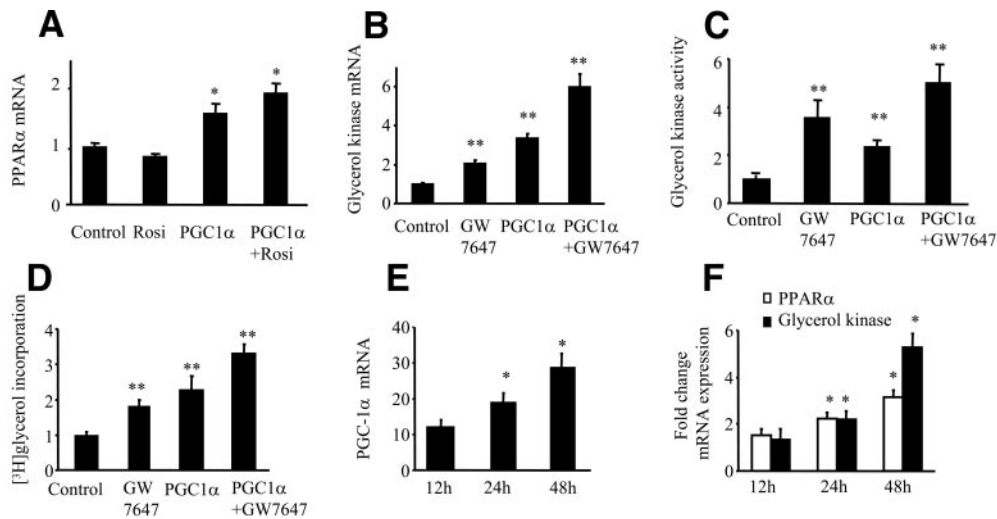 A
PPARα mRNA
2
1
0
*
*
Control Rosi PGC1α PGC1α
+Rosi
B
Glycerol kinase mRNA
8
6
4
2
0
**
**
**
Control GW PGC1α PGC1α
7647 +GW7647
C
Glycerol kinase activity
6
4
2
0
**
**
**
Control GW PGC1α PGC1α
7647 +GW7647
D
[³H]glycerol incorporation
4
3
2
1
0
**
**
**
Control GW PGC1α PGC1α
7647 +GW7647
E
PGC-1α mRNA
40
30
20
10
0
*
*
12h 24h 48h
F
PPARα
Glycerol kinase
Fold change
mRNA expression
6
4
2
0
* *
*
*
12h 24h 48h